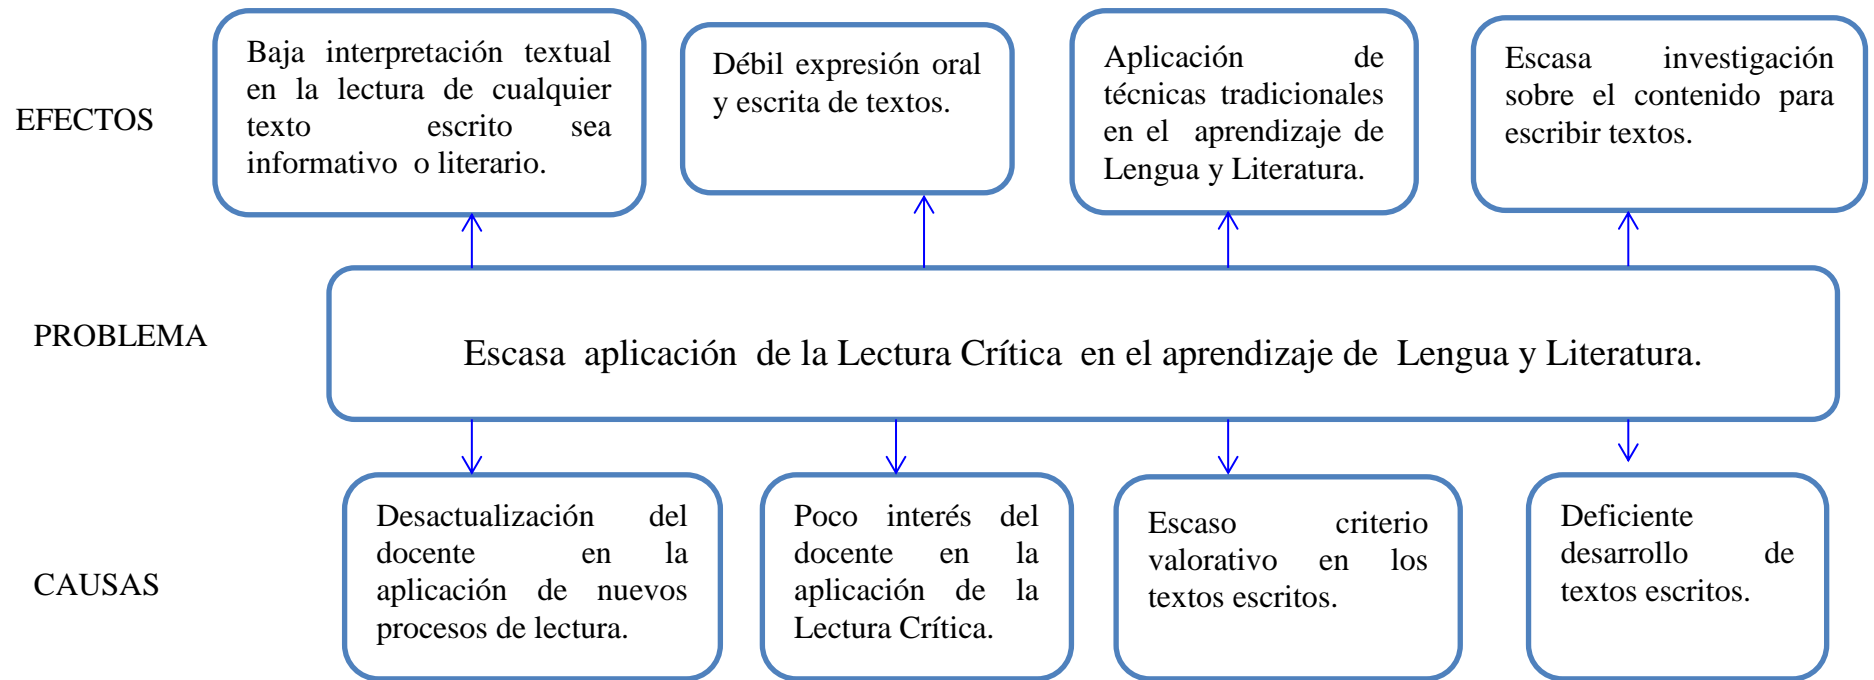 EFECTOS
Baja interpretación textual
en la lectura de cualquier
texto escrito sea
informativo o literario.
Débil expresión oral
y escrita de textos.
Aplicación de
técnicas tradicionales
en el aprendizaje de
Lengua y Literatura.
Escasa investigación
sobre el contenido para
escribir textos.
PROBLEMA
Escasa aplicación de la Lectura Crítica en el aprendizaje de Lengua y Literatura.
CAUSAS
Desactualización del
docente en la
aplicación de nuevos
procesos de lectura.
Poco interés del
docente en la
aplicación de la
Lectura Crítica.
Escaso criterio
valorativo en los
textos escritos.
Deficiente
desarrollo de
textos escritos.